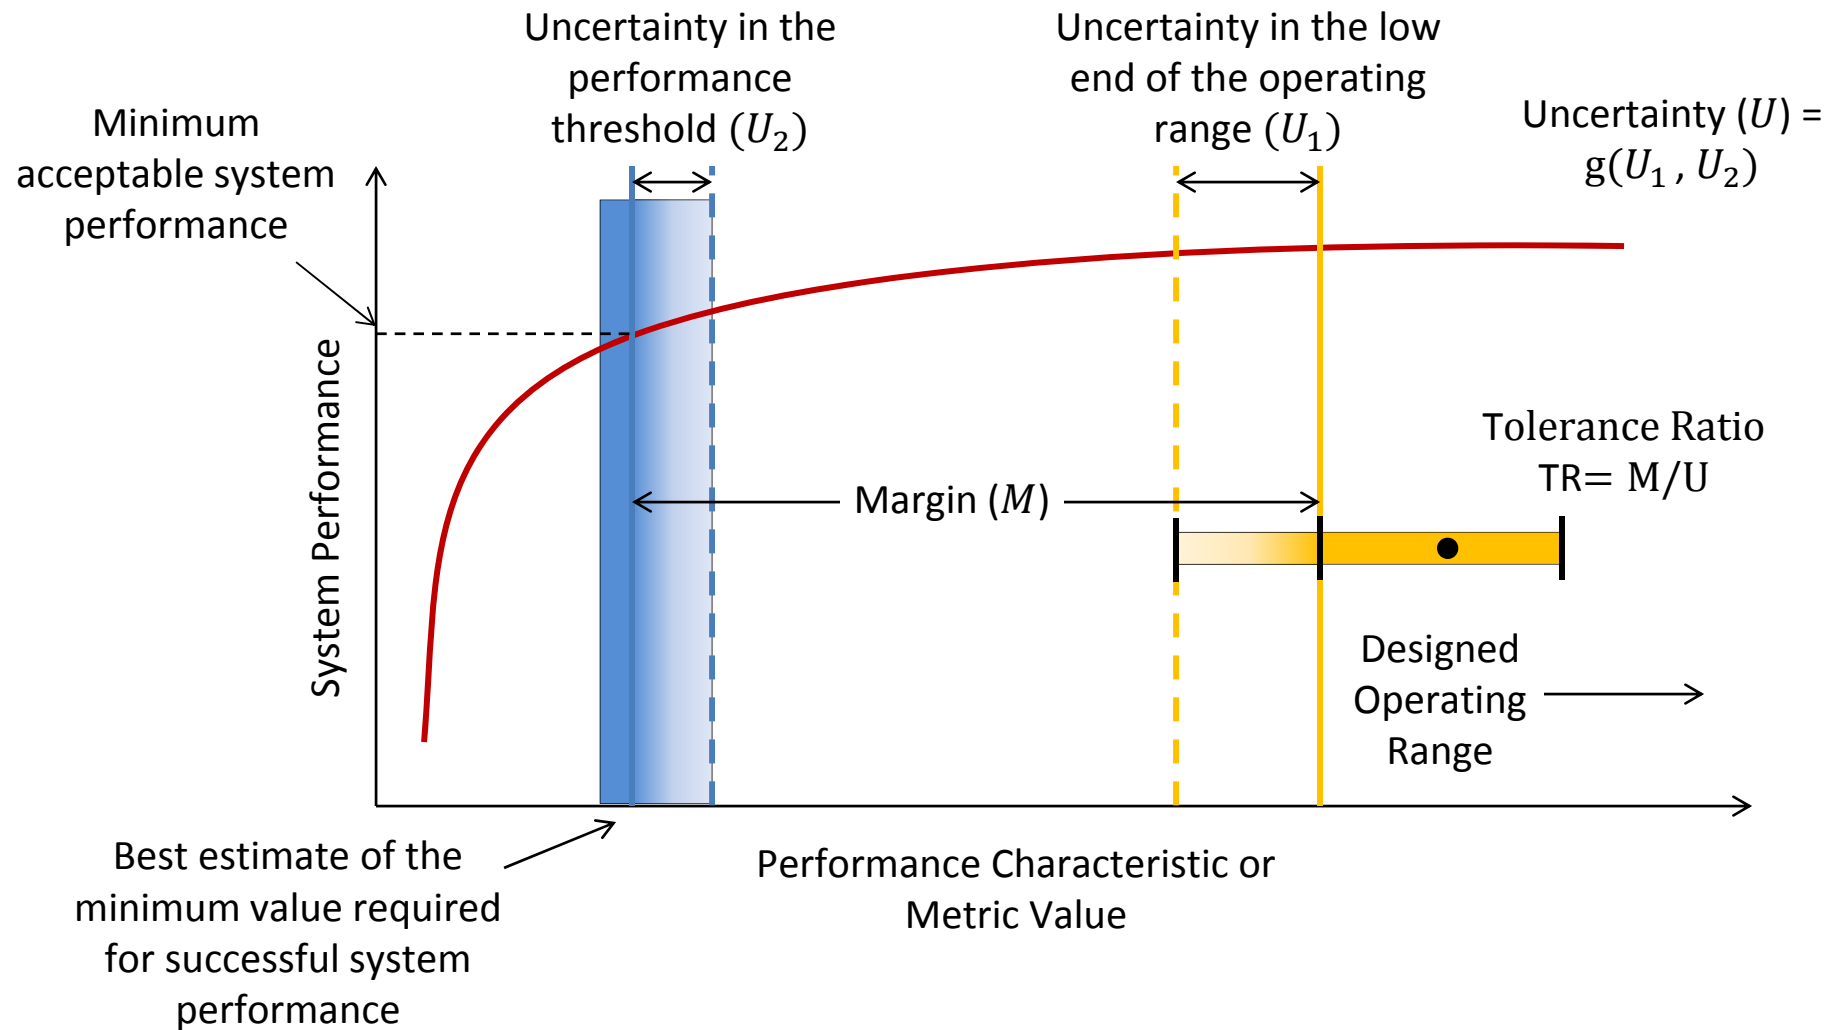 Uncertainty in the
performance
threshold (U₂)
Uncertainty in the low
end of the operating
range (U₁)
Uncertainty (U) =
g(U₁ , U₂)
Minimum
acceptable system
performance
System Performance
Margin (M)
Tolerance Ratio
TR= M/U
Designed
Operating
Range
Best estimate of the
minimum value required
for successful system
performance
Performance Characteristic or
Metric Value